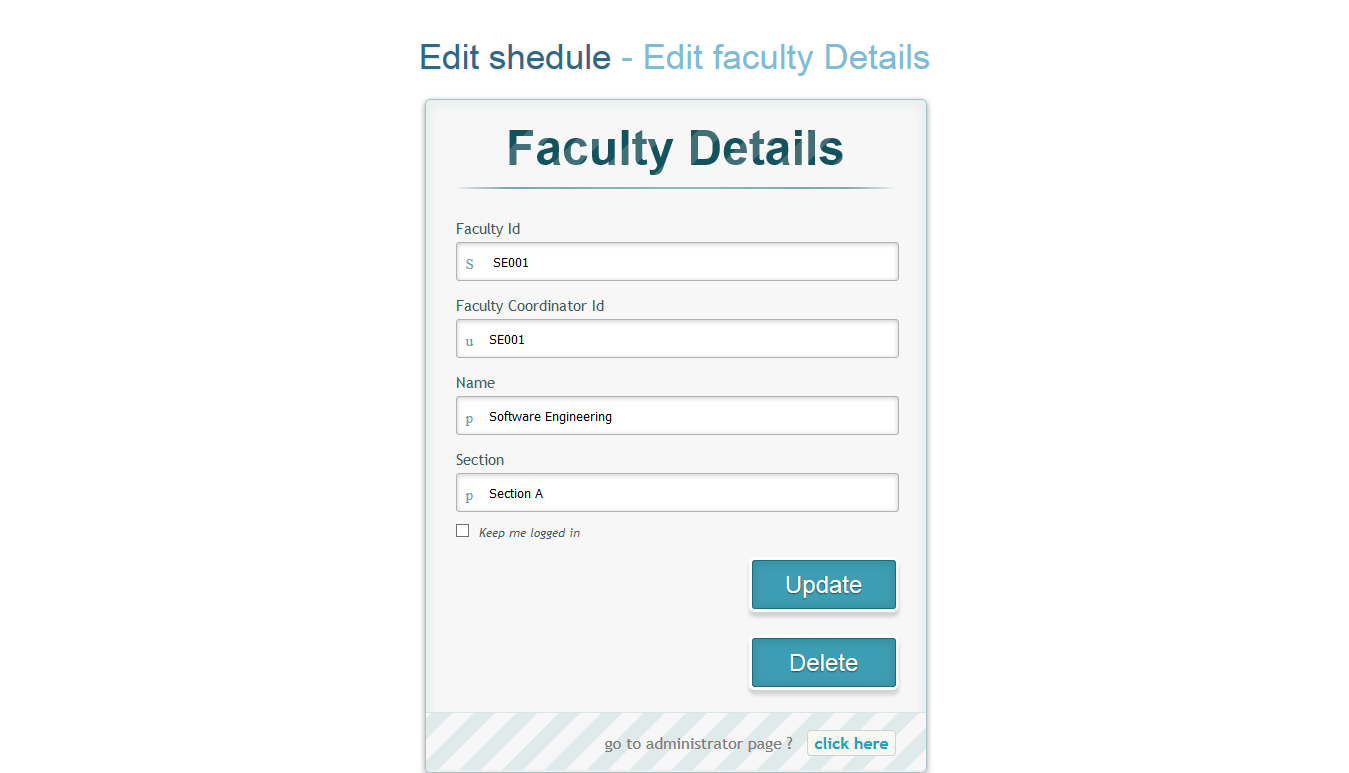 Edit shedule - Edit faculty Details
Faculty Details
Faculty Id
S SE001
Faculty Coordinator Id
u SE001
Name
p Software Engineering
Section
p Section A
Keep me logged in
Update
Delete
go to administrator page ? click here